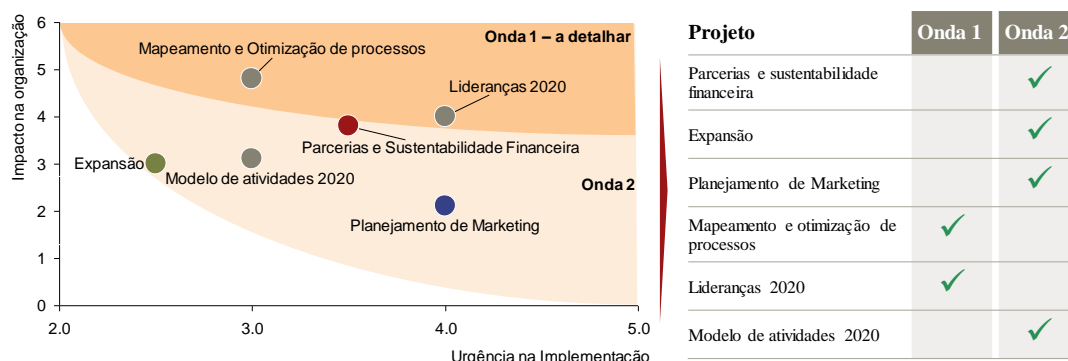 Impacto na organização
6
5
4
3
2
1
0
2.0
3.0
4.0
5.0
Urgência na Implementação
Onda 1 – a detalhar
Mapeamento e Otimização de processos
Lideranças 2020
Parcerias e Sustentabilidade Financeira
Expansão
Modelo de atividades 2020
Onda 2
Planejamento de Marketing
Projeto Onda 1 Onda 2
Parcerias e sustentabilidade
financeira ✓
Expansão ✓
Planejamento de Marketing ✓
Mapeamento e otimização de
processos ✓
Lideranças 2020 ✓
Modelo de atividades 2020 ✓